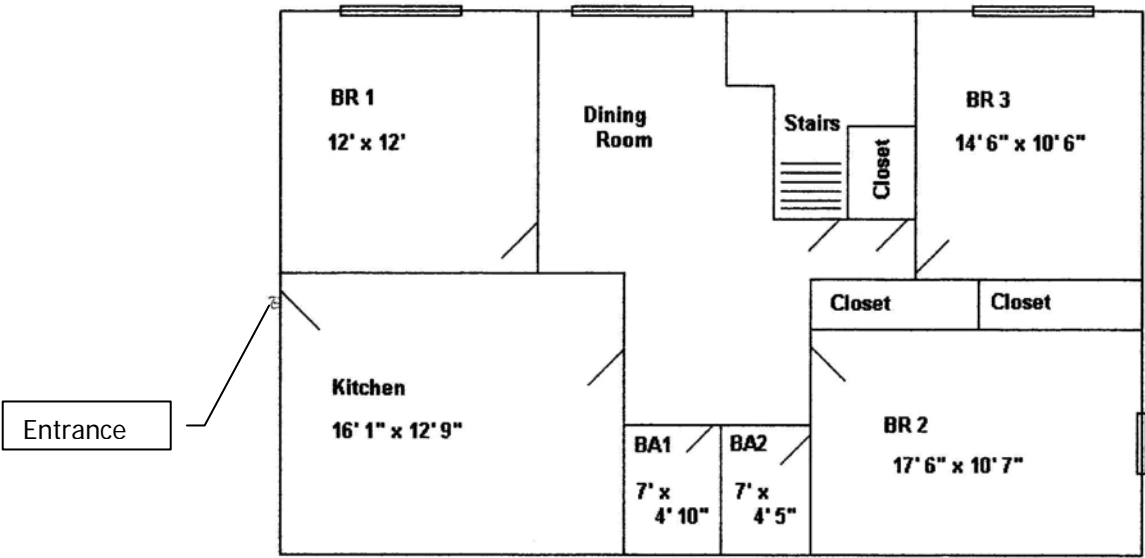 BR 1
12' x 12'
Dining
Room
Stairs
Closet
BR 3
14' 6" x 10' 6"
Closet
Closet
Kitchen
16' 1" x 12' 9"
Entrance
BA1
7' x
4' 10"
BA2
7' x
4' 5"
BR 2
17' 6" x 10' 7"